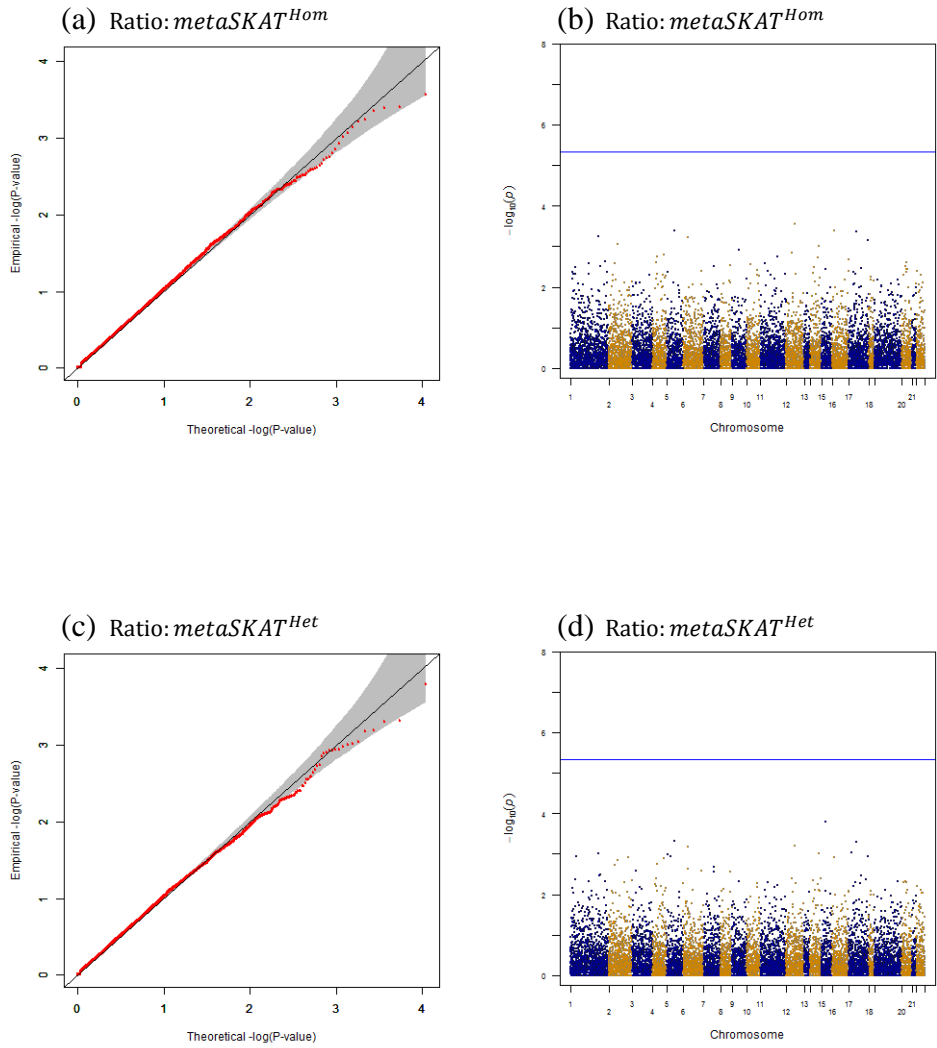 (a) Ratio: metaSKAT^Hom
Empirical -log(P-value)
0 1 2 3 4
0 1 2 3 4
Theoretical -log(P-value)
(b) Ratio: metaSKAT^Hom
−log10(p)
0 2 4 6 8
1 2 3 4 5 6 7 8 9 10 11 12 13 14 15 16 17 18 20 21
Chromosome
(c) Ratio: metaSKAT^Het
Empirical -log(P-value)
0 1 2 3 4
0 1 2 3 4
Theoretical -log(P-value)
(d) Ratio: metaSKAT^Het
−log10(p)
0 2 4 6 8
1 2 3 4 5 6 7 8 9 10 11 12 13 14 15 16 17 18 20 21
Chromosome